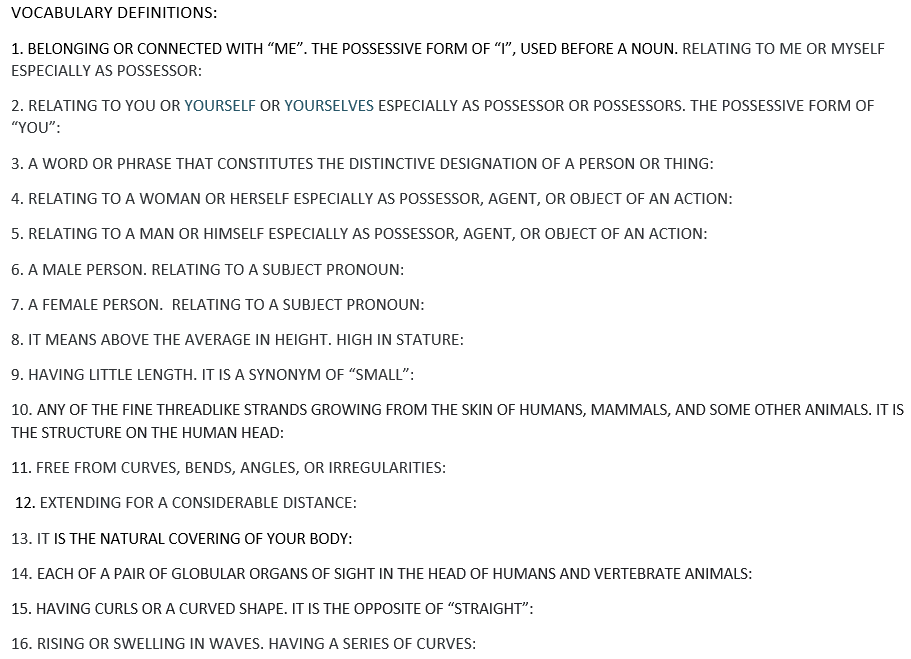 VOCABULARY DEFINITIONS:
1. BELONGING OR CONNECTED WITH “ME”. THE POSSESSIVE FORM OF “I”, USED BEFORE A NOUN. RELATING TO ME OR MYSELF
ESPECIALLY AS POSSESSOR:
2. RELATING TO YOU OR YOURSELF OR YOURSELVES ESPECIALLY AS POSSESSOR OR POSSESSORS. THE POSSESSIVE FORM OF
“YOU”:
3. A WORD OR PHRASE THAT CONSTITUTES THE DISTINCTIVE DESIGNATION OF A PERSON OR THING:
4. RELATING TO A WOMAN OR HERSELF ESPECIALLY AS POSSESSOR, AGENT, OR OBJECT OF AN ACTION:
5. RELATING TO A MAN OR HIMSELF ESPECIALLY AS POSSESSOR, AGENT, OR OBJECT OF AN ACTION:
6. A MALE PERSON. RELATING TO A SUBJECT PRONOUN:
7. A FEMALE PERSON. RELATING TO A SUBJECT PRONOUN:
8. IT MEANS ABOVE THE AVERAGE IN HEIGHT. HIGH IN STATURE:
9. HAVING LITTLE LENGTH. IT IS A SYNONYM OF “SMALL”:
10. ANY OF THE FINE THREADLIKE STRANDS GROWING FROM THE SKIN OF HUMANS, MAMMALS, AND SOME OTHER ANIMALS. IT IS
THE STRUCTURE ON THE HUMAN HEAD:
11. FREE FROM CURVES, BENDS, ANGLES, OR IRREGULARITIES:
12. EXTENDING FOR A CONSIDERABLE DISTANCE:
13. IT IS THE NATURAL COVERING OF YOUR BODY:
14. EACH OF A PAIR OF GLOBULAR ORGANS OF SIGHT IN THE HEAD OF HUMANS AND VERTEBRATE ANIMALS:
15. HAVING CURLS OR A CURVED SHAPE. IT IS THE OPPOSITE OF “STRAIGHT”:
16. RISING OR SWELLING IN WAVES. HAVING A SERIES OF CURVES: